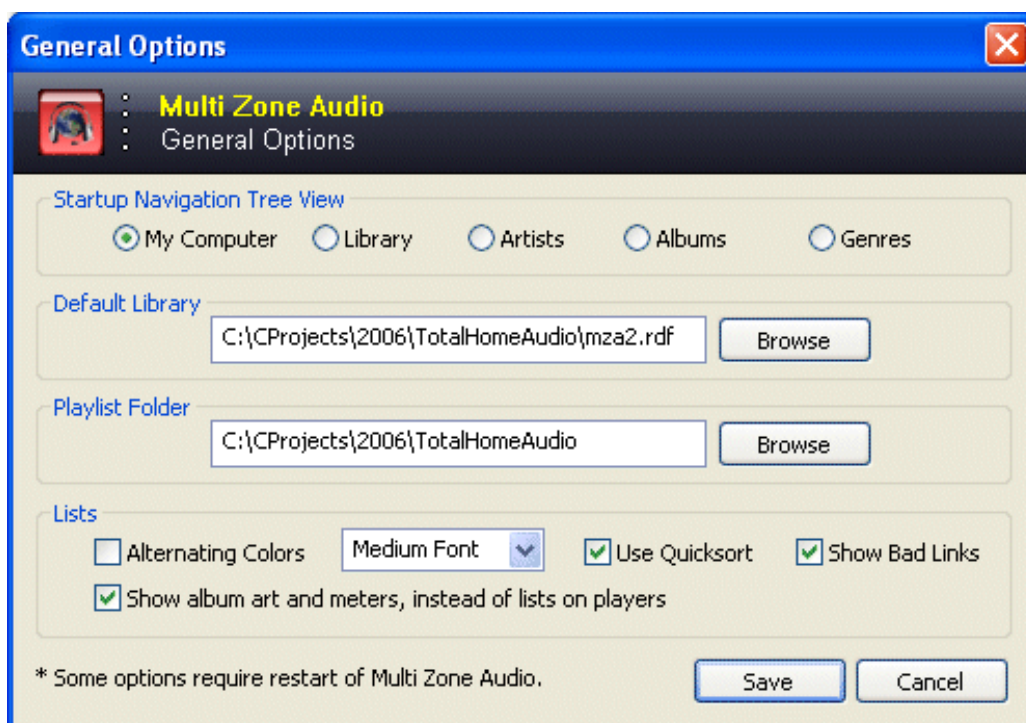 General Options
Multi Zone Audio
General Options
Startup Navigation Tree View
My Computer Library Artists Albums Genres
Default Library
C:\CProjects\2006\TotalHomeAudio\mza2.rdf Browse
Playlist Folder
C:\CProjects\2006\TotalHomeAudio Browse
Lists
Alternating Colors Medium Font Use Quicksort Show Bad Links
Show album art and meters, instead of lists on players
* Some options require restart of Multi Zone Audio. Save Cancel